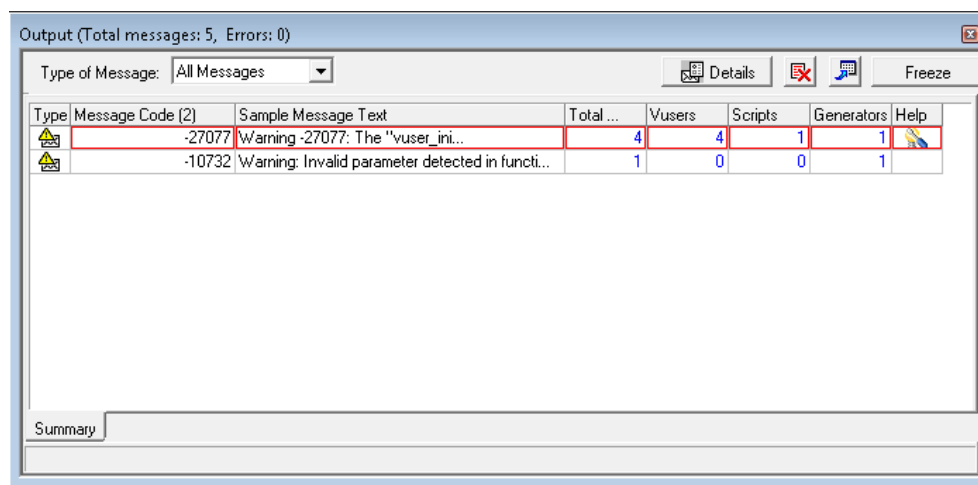 Output (Total messages: 5, Errors: 0)
Type of Message: All Messages Details Freeze
Type Message Code (2) Sample Message Text Total ... Vusers Scripts Generators Help
-27077 Warning -27077: The "vuser_ini... 4 4 1 1
-10732 Warning: Invalid parameter detected in functi... 1 0 0 1
Summary